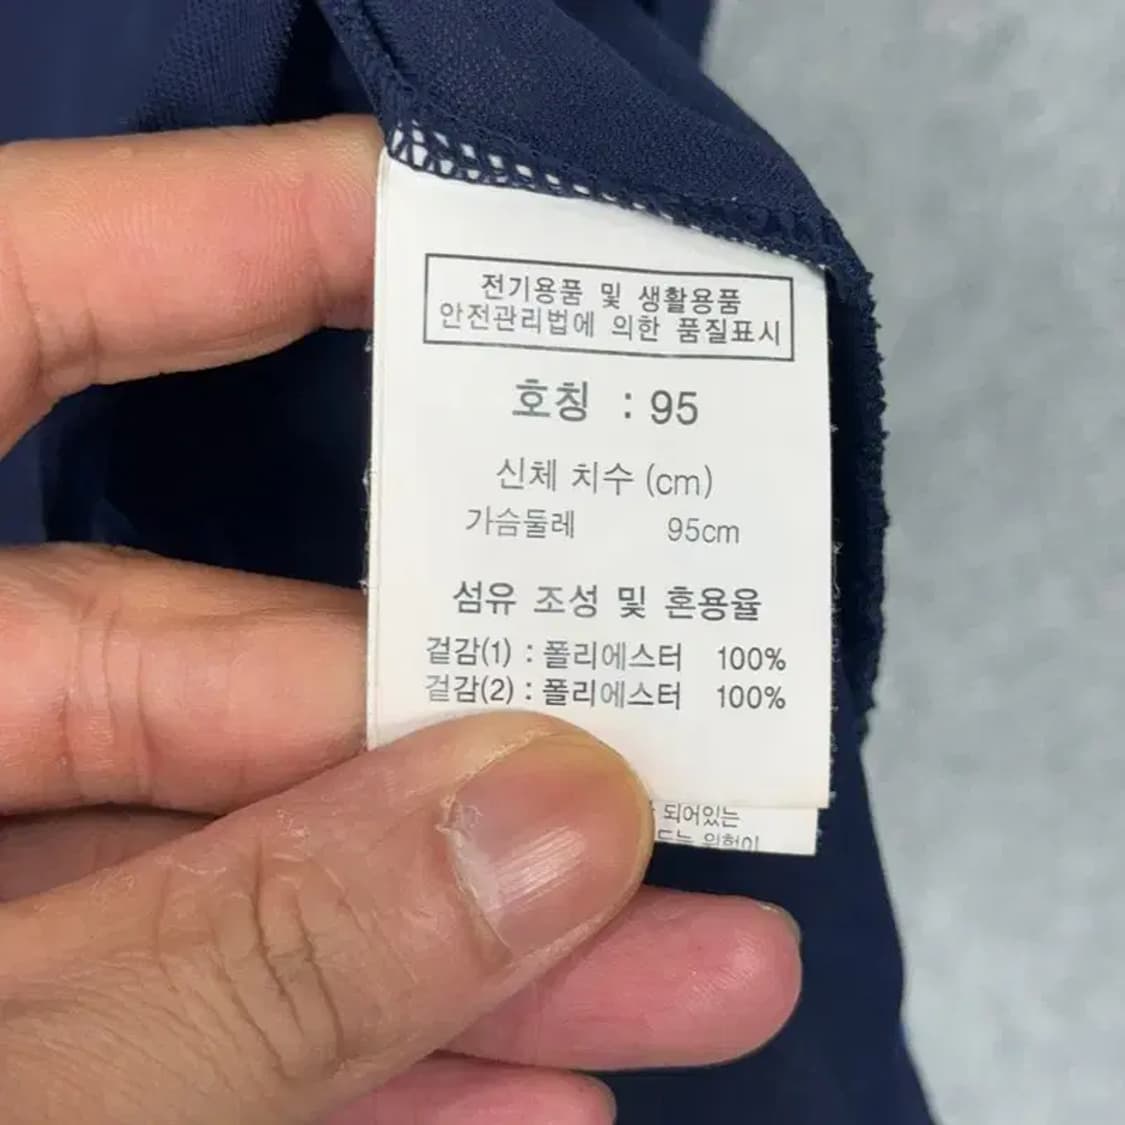 전기용품 및 생활용품
안전관리법에 의한 품질표시
호칭 : 95
신체 치수 (cm)
가슴둘레 95cm
섬유 조성 및 혼용율
겉감(1) : 폴리에스터 100%
겉감(2) : 폴리에스터 100%
되어있는
위험이